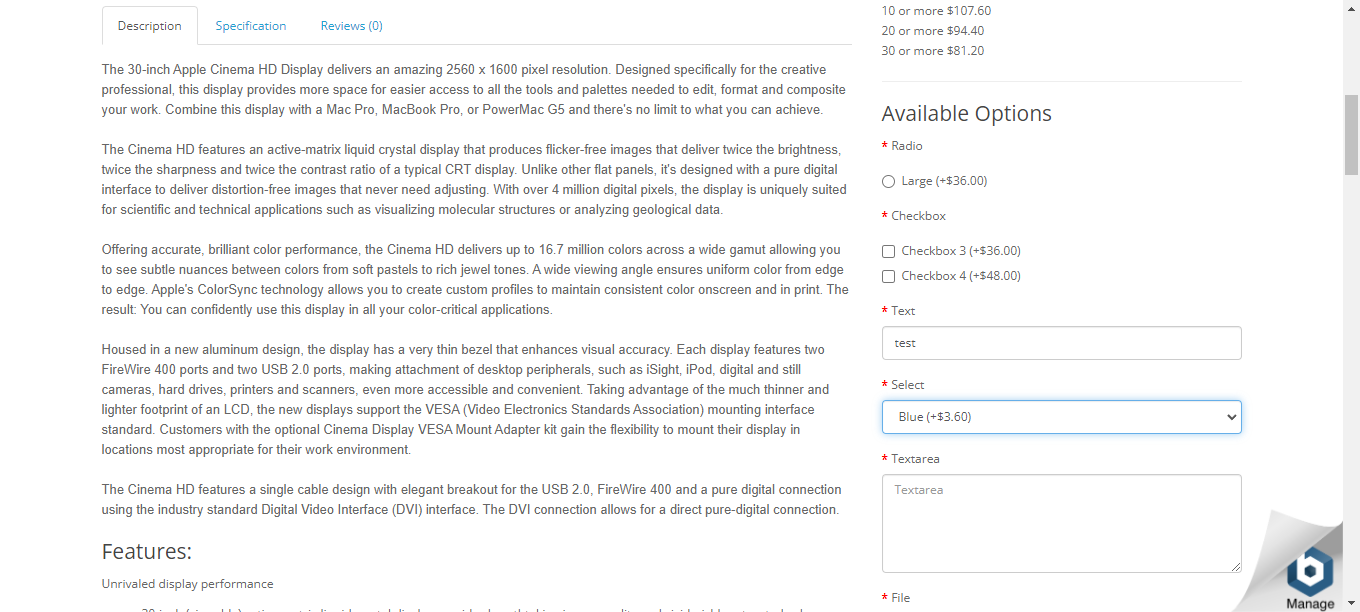 Description
Specification
Reviews (0)
The 30-inch Apple Cinema HD Display delivers an amazing 2560 x 1600 pixel resolution. Designed specifically for the creative
professional, this display provides more space for easier access to all the tools and palettes needed to edit, format and composite
your work. Combine this display with a Mac Pro, MacBook Pro, or PowerMac G5 and there's no limit to what you can achieve.
The Cinema HD features an active-matrix liquid crystal display that produces flicker-free images that deliver twice the brightness,
twice the sharpness and twice the contrast ratio of a typical CRT display. Unlike other flat panels, it's designed with a pure digital
interface to deliver distortion-free images that never need adjusting. With over 4 million digital pixels, the display is uniquely suited
for scientific and technical applications such as visualizing molecular structures or analyzing geological data.
Offering accurate, brilliant color performance, the Cinema HD delivers up to 16.7 million colors across a wide gamut allowing you
to see subtle nuances between colors from soft pastels to rich jewel tones. A wide viewing angle ensures uniform color from edge
to edge. Apple's ColorSync technology allows you to create custom profiles to maintain consistent color onscreen and in print. The
result: You can confidently use this display in all your color-critical applications.
Housed in a new aluminum design, the display has a very thin bezel that enhances visual accuracy. Each display features two
FireWire 400 ports and two USB 2.0 ports, making attachment of desktop peripherals, such as iSight, iPod, digital and still
cameras, hard drives, printers and scanners, even more accessible and convenient. Taking advantage of the much thinner and
lighter footprint of an LCD, the new displays support the VESA (Video Electronics Standards Association) mounting interface
standard. Customers with the optional Cinema Display VESA Mount Adapter kit gain the flexibility to mount their display in
locations most appropriate for their work environment.
The Cinema HD features a single cable design with elegant breakout for the USB 2.0, FireWire 400 and a pure digital connection
using the industry standard Digital Video Interface (DVI) interface. The DVI connection allows for a direct pure-digital connection.
Features:
Unrivaled display performance
10 or more $107.60
20 or more $94.40
30 or more $81.20
Available Options
* Radio
Large (+$36.00)
* Checkbox
Checkbox 3 (+$36.00)
Checkbox 4 (+$48.00)
* Text
test
* Select
Blue (+$3.60)
* Textarea
Textarea
* File
Manage